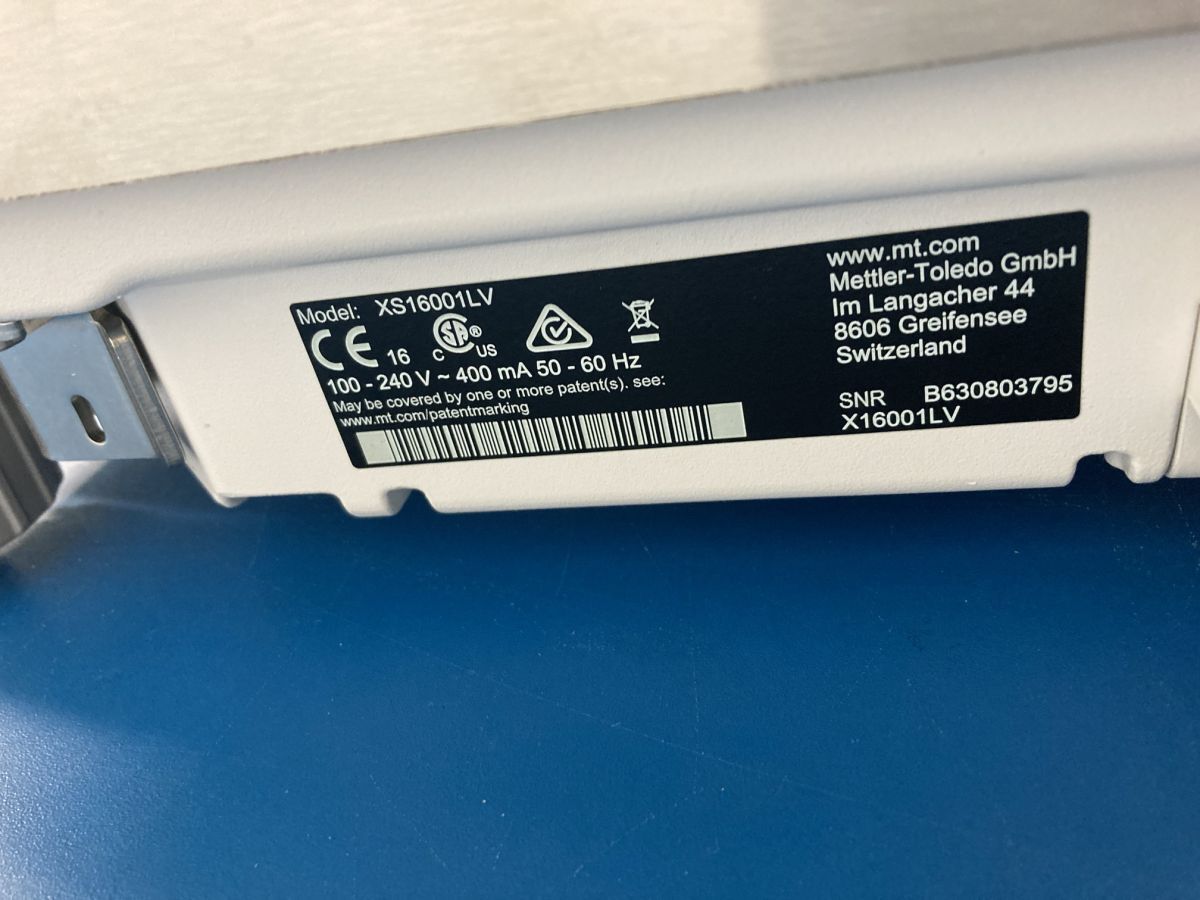 Model: XS16001LV
CE 16 C SA® US
100 - 240 V ~ 400 mA 50 - 60 Hz
May be covered by one or more patent(s). see:
www.mt.com/patentmarking
www.mt.com
Mettler-Toledo GmbH
Im Langacher 44
8606 Greifensee
Switzerland
SNR B630803795
X16001LV